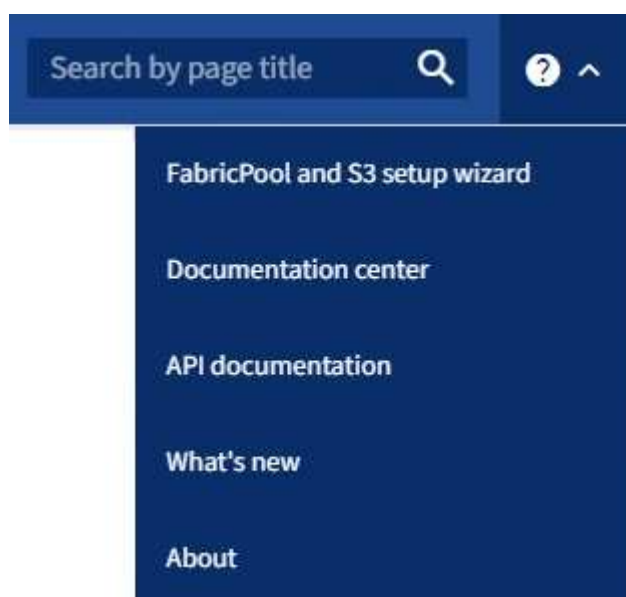 Search by page title
FabricPool and S3 setup wizard
Documentation center
API documentation
What's new
About